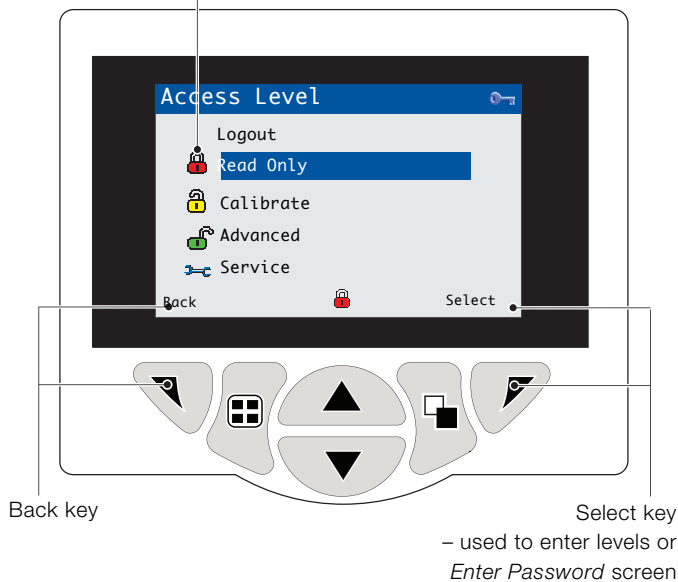 Access Level
Logout
Read Only
Calibrate
Advanced
Service
Back Select
Back key
Select key
– used to enter levels or
Enter Password screen